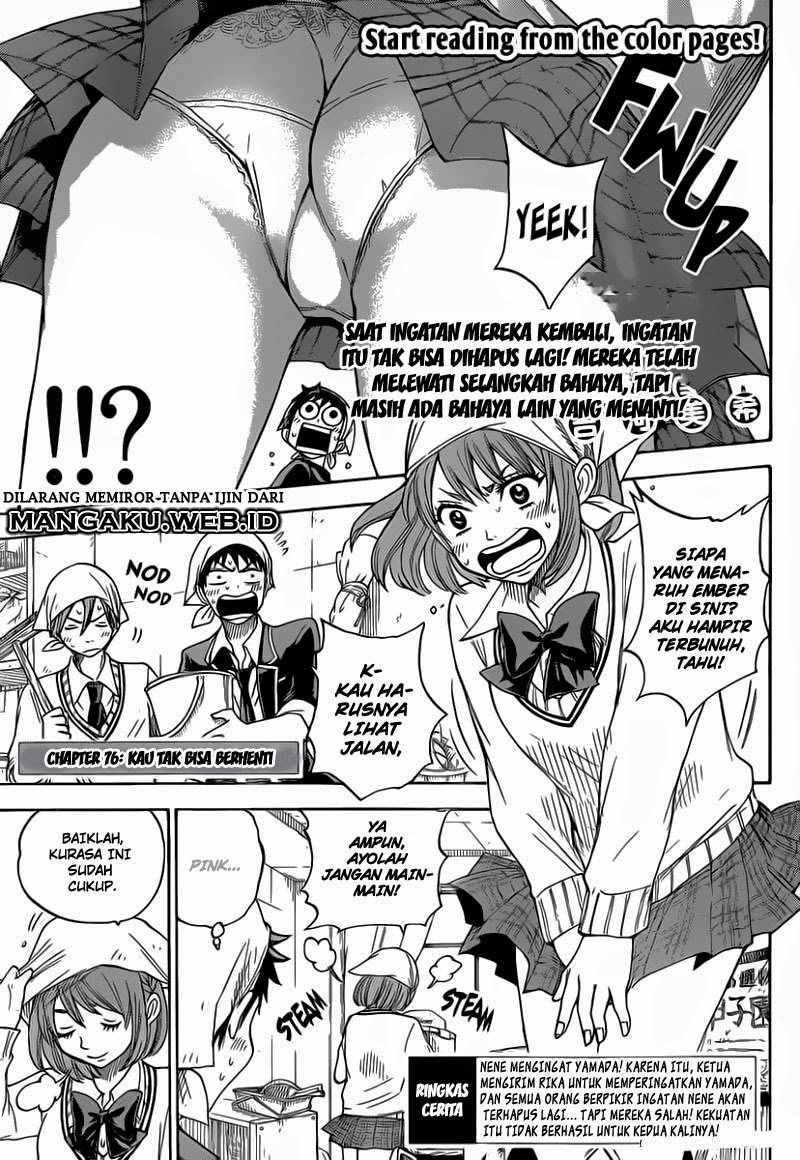 Start reading from the color pages!
FWUP
YEEK!
SAAT INGATAN MEREKA KEMBALI, INGATAN
ITU TAK BISA DIHAPUS LAGI! MEREKA TELAH
MELEWATI SELANGKAH BAHAYA, TAPI
MASIH ADA BAHAYA LAIN YANG MENANTI!
美希
!!?
DILARANG MEMIROR TANPA IJIN DARI
MANGAKU.WEB.ID
SIAPA
YANG MENA-
RUH EMBER
DI SINI?
AKU HAMPIR
TERBUNUH,
TAHU!
NOD
NOD
K-
KAU HA-
RUSNYA
LIHAT
JALAN,
CHAPTER 76: KAU TAK BISA BERHENTI
YA
AMPUN,
AYOLAH
JANGAN MAIN-
MAIN!
PINK...
BAIKLAH,
KURASA INI
SUDAH
CUKUP.
STEAM
STEAM
RINGKAS
CERITA
NENE MENGINGAT YAMADA! KARENA ITU, KETUA
MENGIRIM RIKA UNTUK MEMPERINGATKAN YAMADA,
DAN SEMUA ORANG BERPIKIR INGATAN NENE AKAN
TERHAPUS LAGI... TAPI MEREKA SALAH! KEKUATAN
ITU TIDAK BERHASIL UNTUK KEDUA KALINYA!